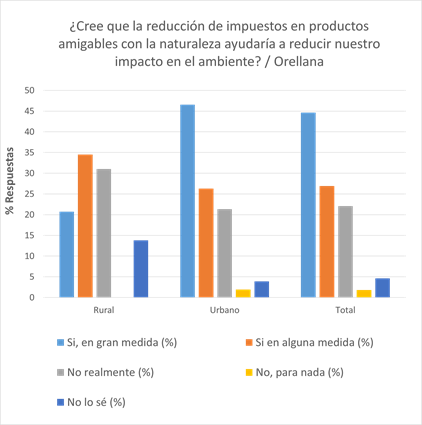 ¿Cree que la reducción de impuestos en productos
amigables con la naturaleza ayudaría a reducir nuestro
impacto en el ambiente? / Orellana
% Respuestas
50
45
40
35
30
25
20
15
10
5
0
Rural Urbano Total
Si, en gran medida (%) Si en alguna medida (%)
No realmente (%) No, para nada (%)
No lo sé (%)